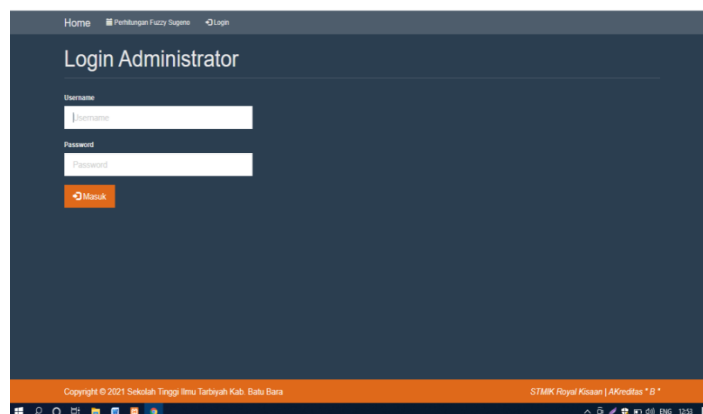 Home Perhitungan Fuzzy Sugeno Login
Login Administrator
Username
Username
Password
Password
Masuk
Copyright © 2021 Sekolah Tinggi Ilmu Tarbiyah Kab. Batu Bara STMIK Royal Kisaan | AKreditas " B "
ENG 12:53